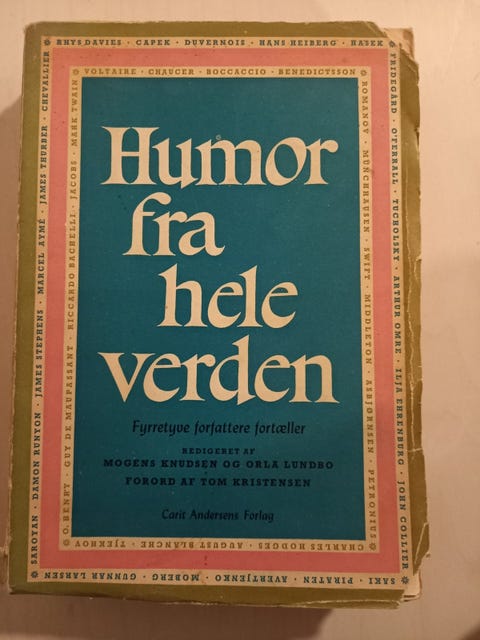 RHYS DAVIES · CAPEK · DUVERNOIS · HANS HEIBERG · HASEK
FRIDEGÅRD · O'FERRALL · TUCHOLSKY · ARTHUR OMRE · ILJA EHRENBURG · JOHN COLLIER
SAKI · PIRATEN · AVERTJENKO · MOBERG · GUNNAR LARSEN
SAROYAN · DAMON RUNYON · JAMES STEPHENS · MARCEL AYMÉ · JAMES THURBER · CHEVALLIER
VOLTAIRE · CHAUCER · BOCCACCIO · BENEDICTSSON
ROMANOV · MÜNCHHAUSEN · SWIFT · MIDDLETON · ASBJØRNSEN · PETRONIUS
CHARLES HODGES · AUGUST BLANCHE · TJEKHOV
O. HENRY · GUY DE MAUPASSANT · RICCARDO BACHELLI · JACOBS · MARK TWAIN
Humor
fra
hele
verden
Fyrretyve forfattere fortæller
REDIGERET AF
MOGENS KNUDSEN OG ORLA LUNDBO
FORORD AF TOM KRISTENSEN
Carit Andersens Forlag